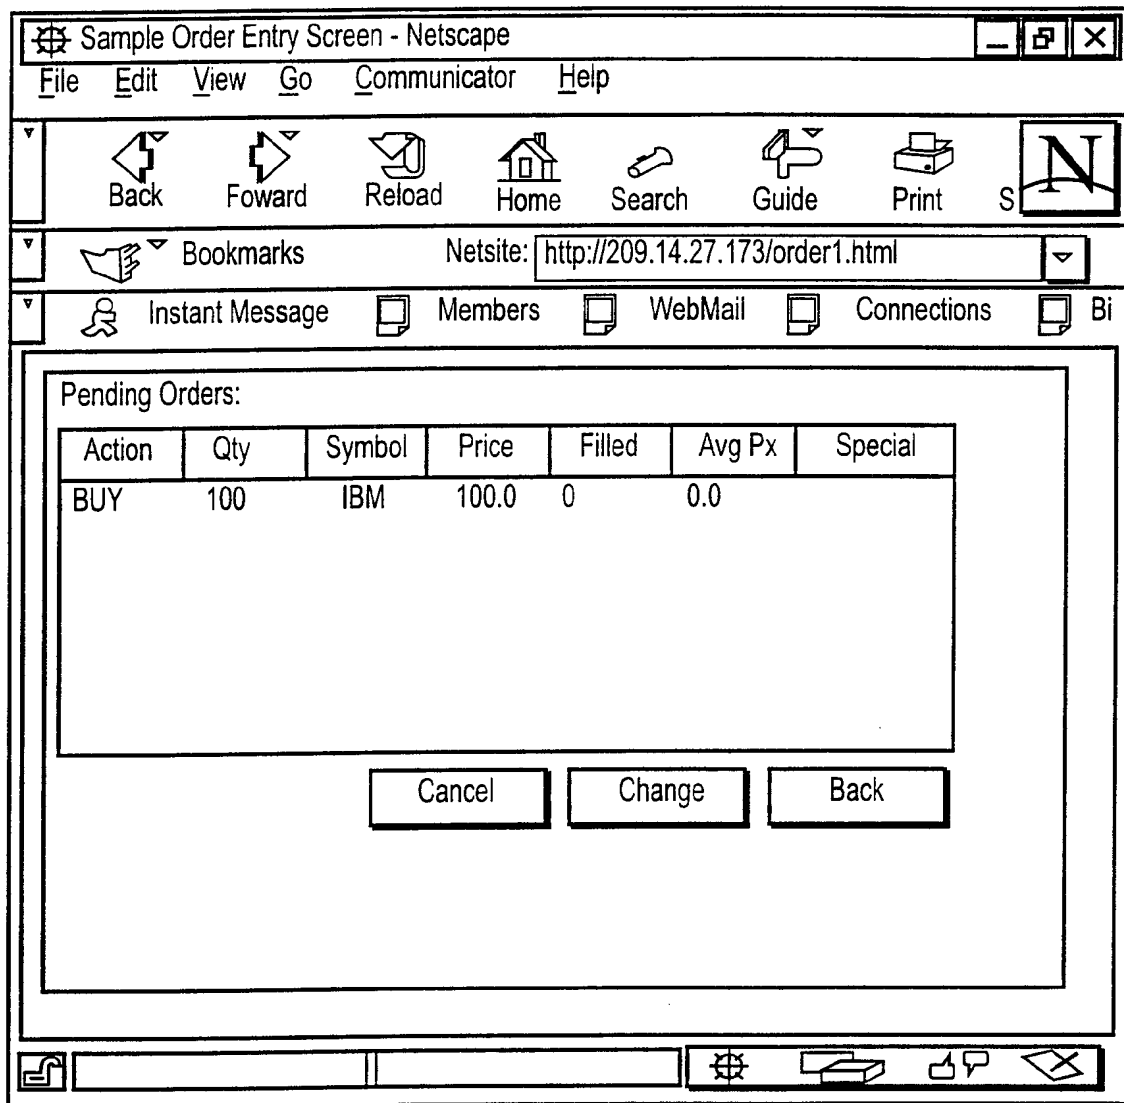 Sample Order Entry Screen - Netscape
File Edit View Go Communicator Help
Back Foward Reload Home Search Guide Print S N
Bookmarks Netsite: http://209.14.27.173/order1.html
Instant Message Members WebMail Connections Bi
Pending Orders:
Action Qty Symbol Price Filled Avg Px Special
BUY 100 IBM 100.0 0 0.0
Cancel Change Back